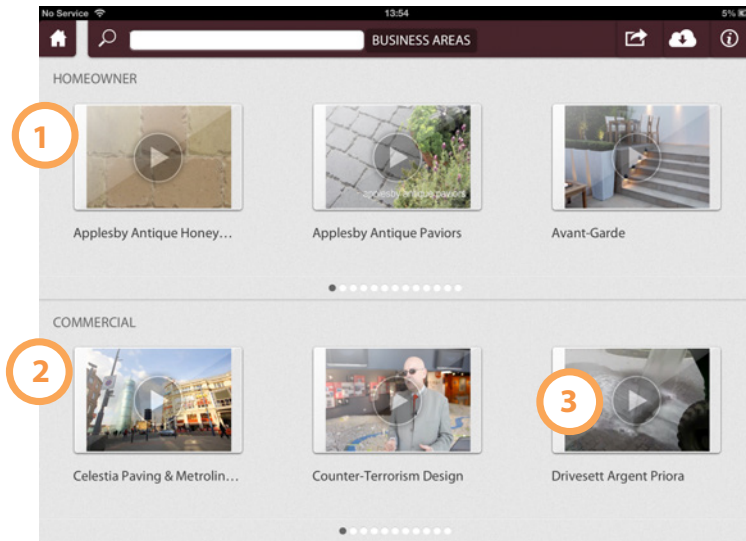 No Service 13:54 5%
BUSINESS AREAS
HOMEOWNER
1
applesby antique paviors
Applesby Antique Honey...
Applesby Antique Paviors
Avant-Garde
COMMERCIAL
2
3
Celestia Paving & Metrolin...
Counter-Terrorism Design
Drivesett Argent Priora